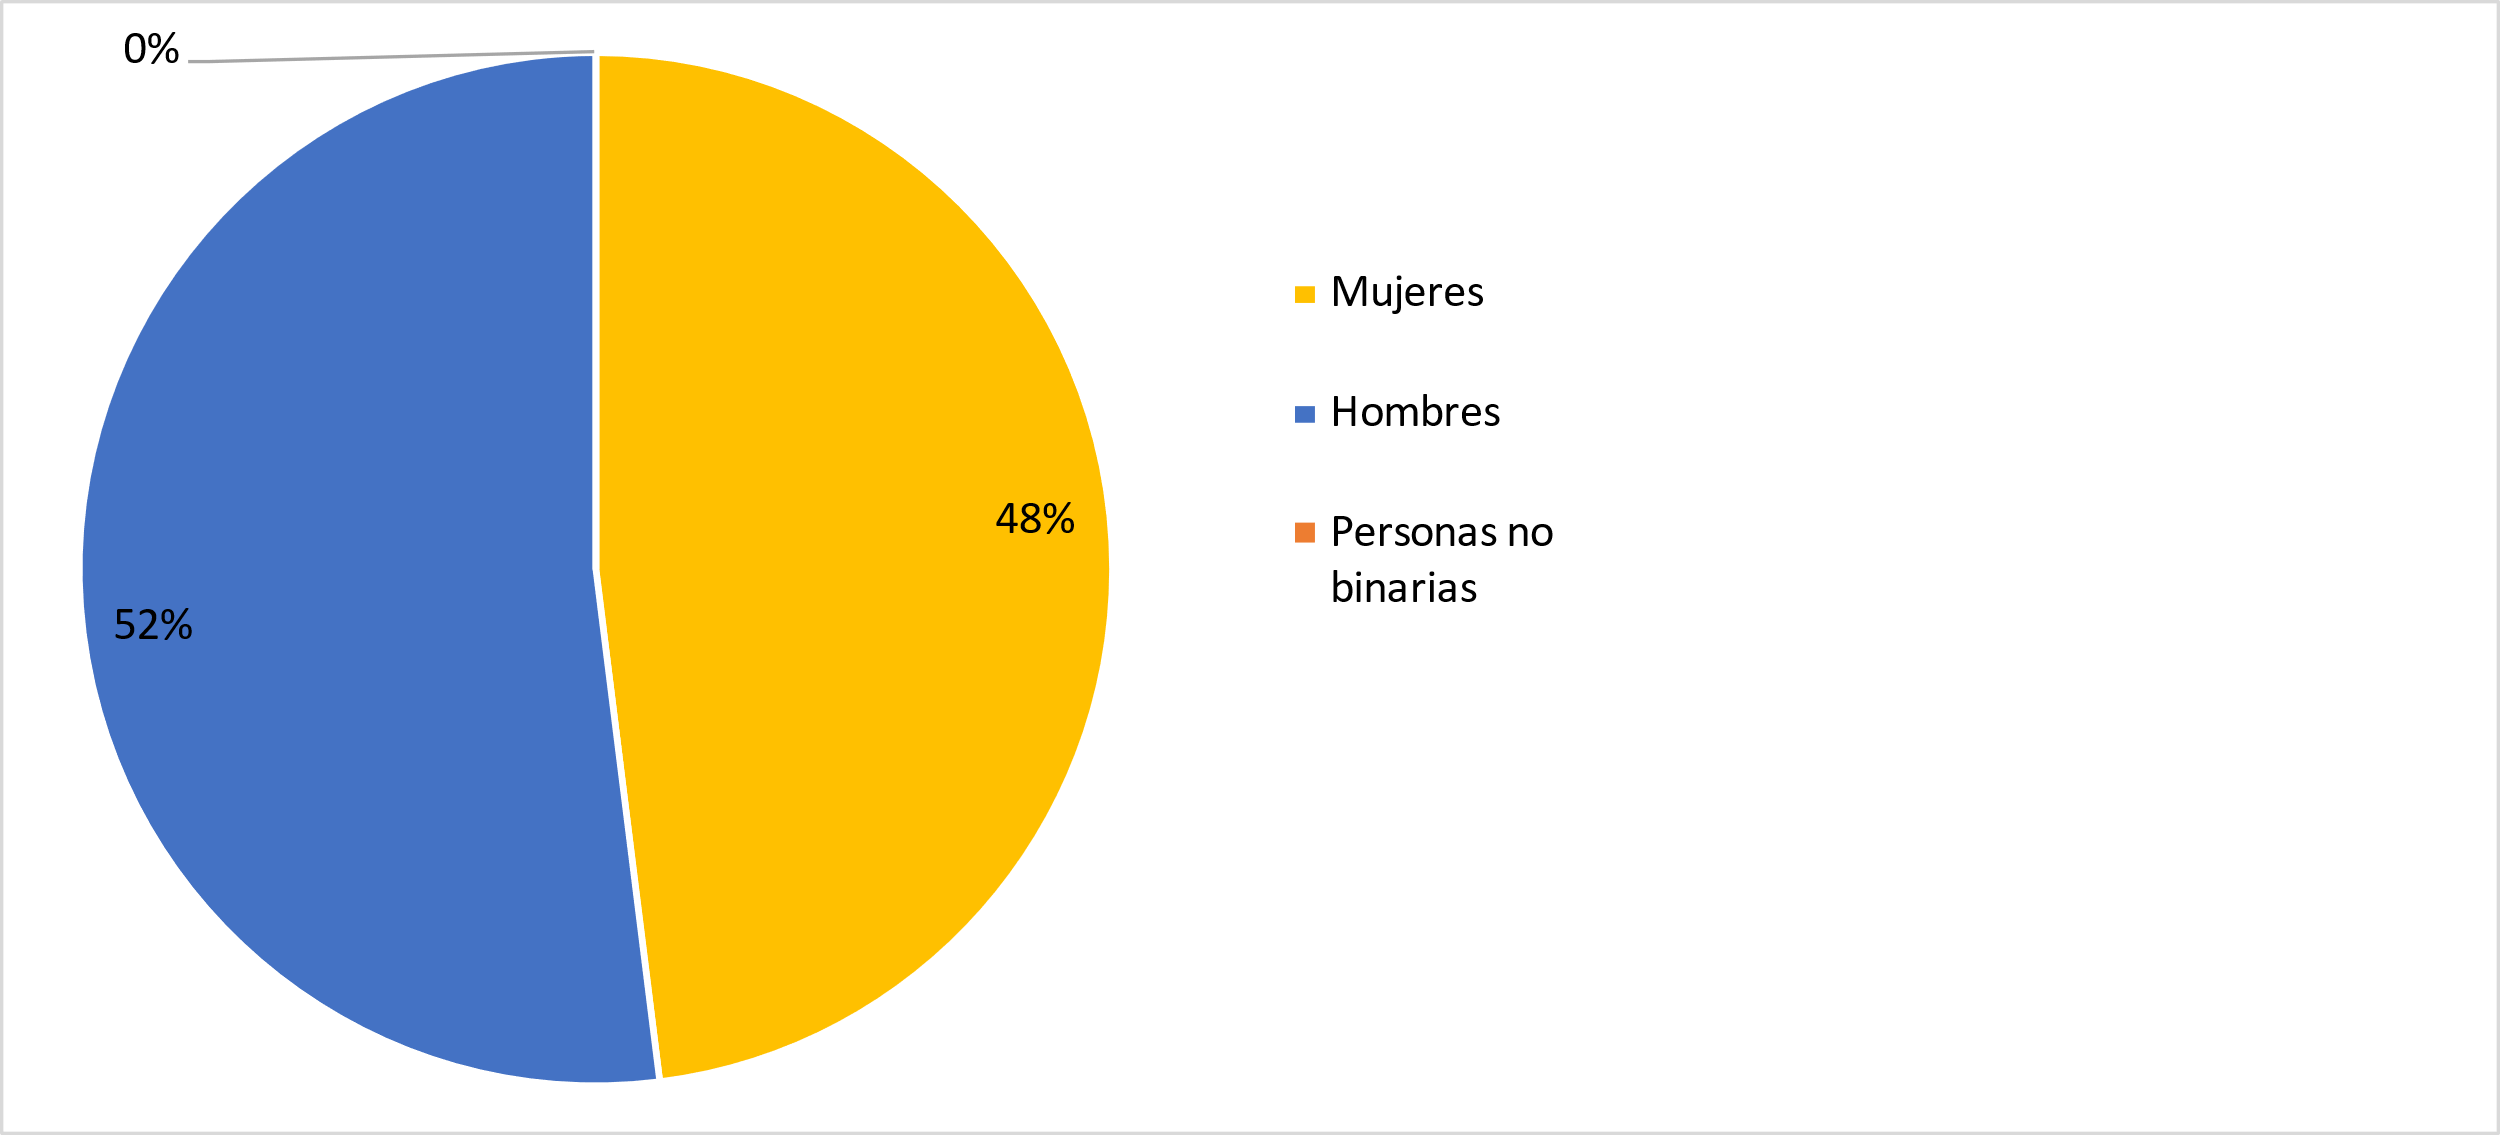 0%
Mujeres
Hombres
48%
Personas no
binarias
52%